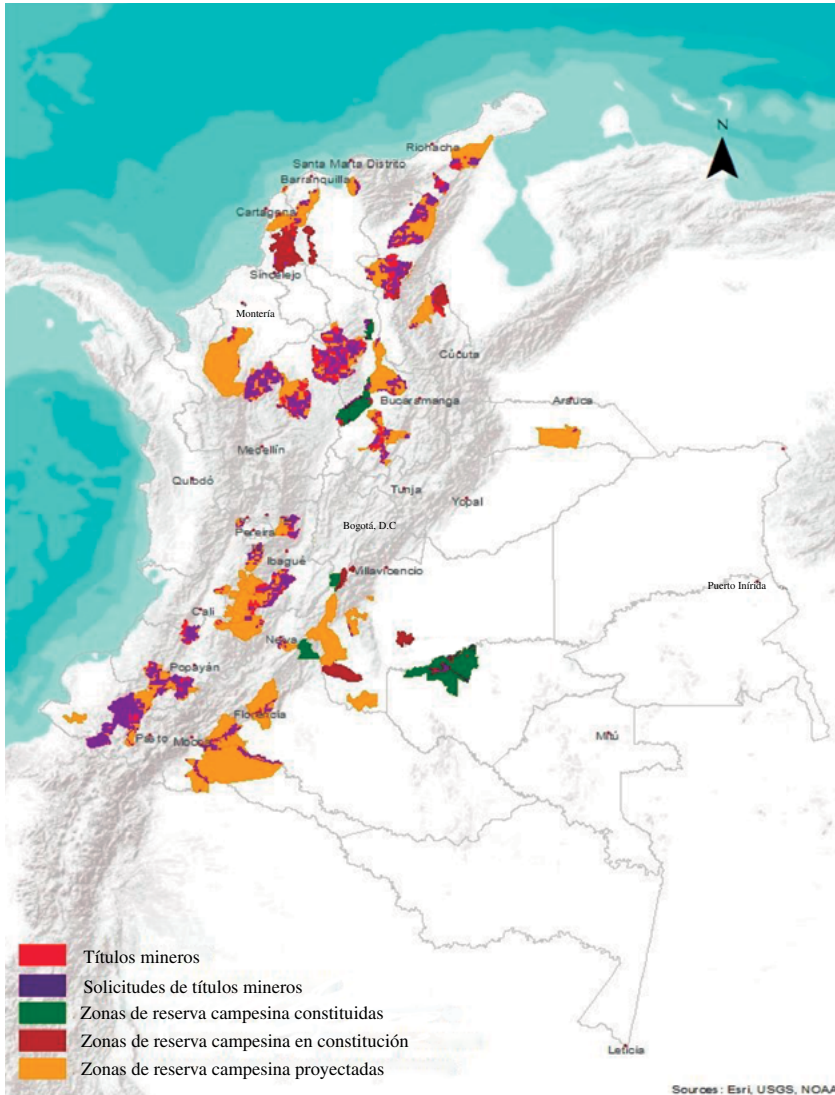 N
Riohacha
Santa Marta Distrito
Barranquilla
Cartagena
Sincelejo
Montería
Cúcuta
Bucaramanga
Arauca
Medellín
Quibdó
Tunja
Yopal
Bogotá, D.C
Pereira
Ibagué
Villavicencio
Puerto Inírida
Cali
Neiva
Popayán
Florencia
Pasto
Mocoa
Mitú
Leticia
Títulos mineros
Solicitudes de títulos mineros
Zonas de reserva campesina constituidas
Zonas de reserva campesina en constitución
Zonas de reserva campesina proyectadas
Sources: Esri, USGS, NOAA